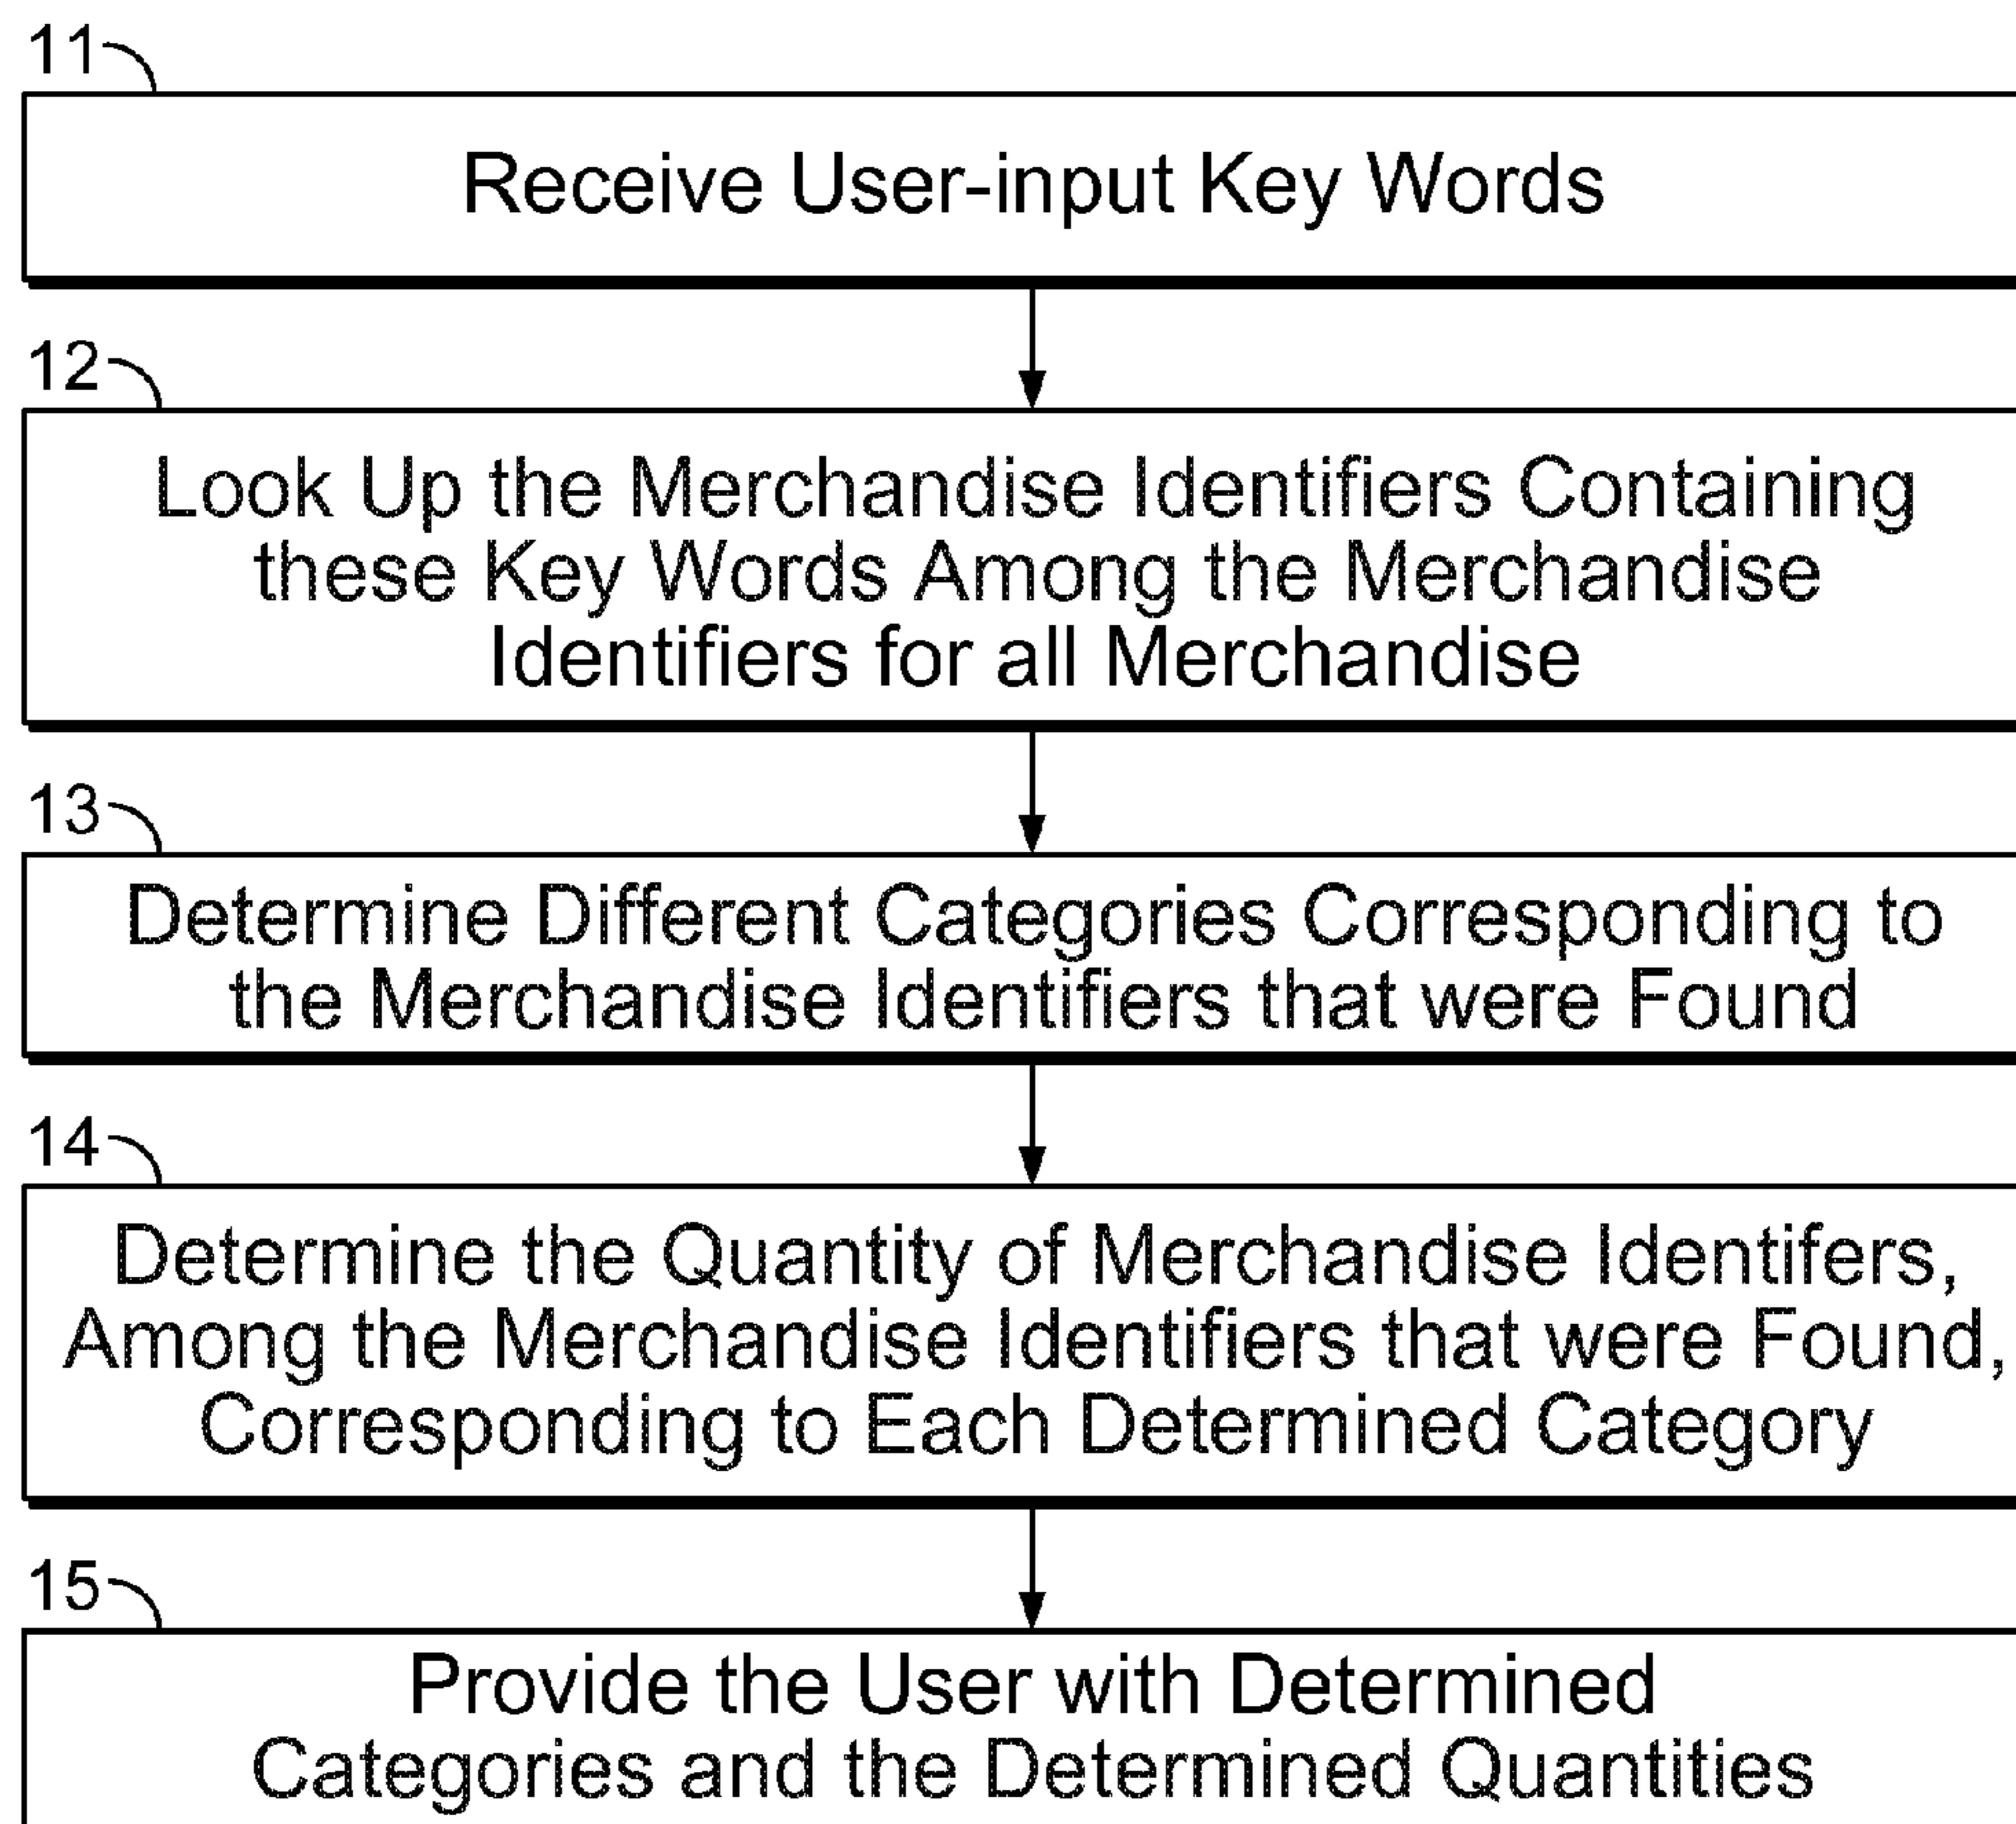 11
Receive User-input Key Words
12
Look Up the Merchandise Identifiers Containing
these Key Words Among the Merchandise
Identifiers for all Merchandise
13
Determine Different Categories Corresponding to
the Merchandise Identifiers that were Found
14
Determine the Quantity of Merchandise Identifers,
Among the Merchandise Identifiers that were Found,
Corresponding to Each Determined Category
15
Provide the User with Determined
Categories and the Determined Quantities